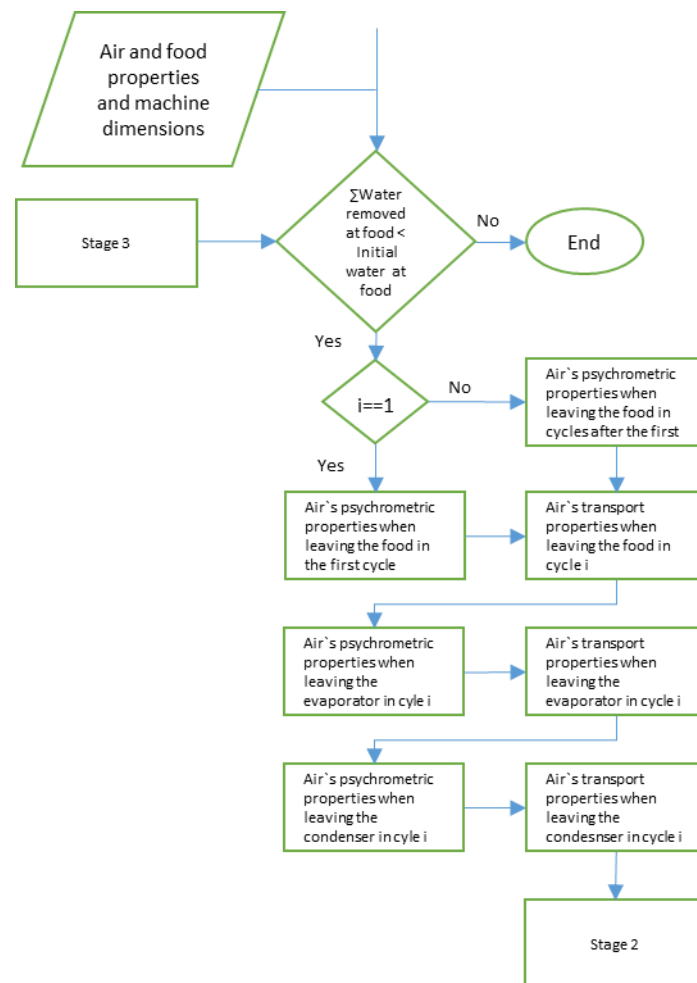 Air and food
properties
and machine
dimensions
∑Water
removed
at food <
Initial
water at
food
No
End
Stage 3
Yes
i==1
No
Air`s psychrometric
properties when
leaving the food in
cycles after the first
Yes
Air`s psychrometric
properties when
leaving the food in
the first cycle
Air`s transport
properties when
leaving the food in
cycle i
Air`s psychrometric
properties when
leaving the
evaporator in cyle i
Air`s transport
properties when
leaving the
evaporator in cycle i
Air`s psychrometric
properties when
leaving the
condenser in cyle i
Air`s transport
properties when
leaving the
condesnser in cycle i
Stage 2